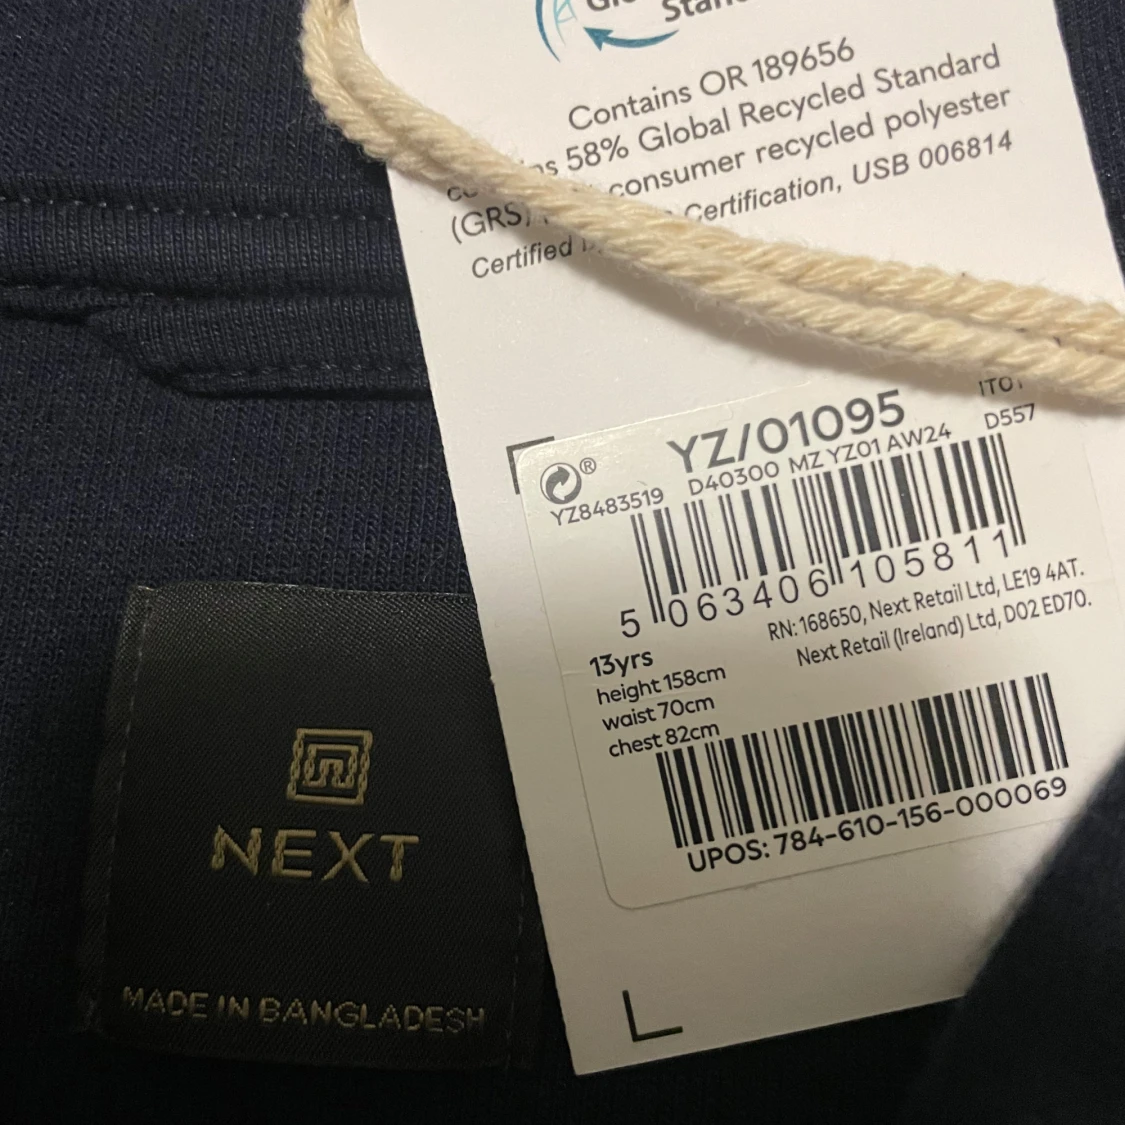 Contains OR 189656
58% Global Recycled Standard
(GRS) consumer recycled polyester
Certified Certification, USB 006814
YZ/01095
D557
®
YZ8483519 D40300 MZ YZ01 AW24
5 063406 105811
RN: 168650, Next Retail Ltd, LE19 4AT.
Next Retail (Ireland) Ltd, D02 ED70.
13yrs
height 158cm
waist 70cm
chest 82cm
UPOS: 784-610-156-000069
NEXT
MADE IN BANGLADESH